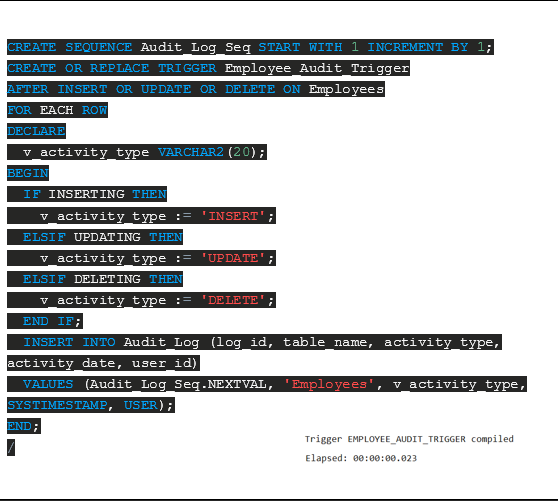 CREATE SEQUENCE Audit_Log_Seq START WITH 1 INCREMENT BY 1;
CREATE OR REPLACE TRIGGER Employee_Audit_Trigger
AFTER INSERT OR UPDATE OR DELETE ON Employees
FOR EACH ROW
DECLARE
  v_activity_type VARCHAR2(20);
BEGIN
  IF INSERTING THEN
    v_activity_type := 'INSERT';
  ELSIF UPDATING THEN
    v_activity_type := 'UPDATE';
  ELSIF DELETING THEN
    v_activity_type := 'DELETE';
  END IF;
  INSERT INTO Audit_Log (log_id, table_name, activity_type,
activity_date, user_id)
  VALUES (Audit_Log_Seq.NEXTVAL, 'Employees', v_activity_type,
SYSTIMESTAMP, USER);
END;
/
Trigger EMPLOYEE_AUDIT_TRIGGER compiled
Elapsed: 00:00:00.023